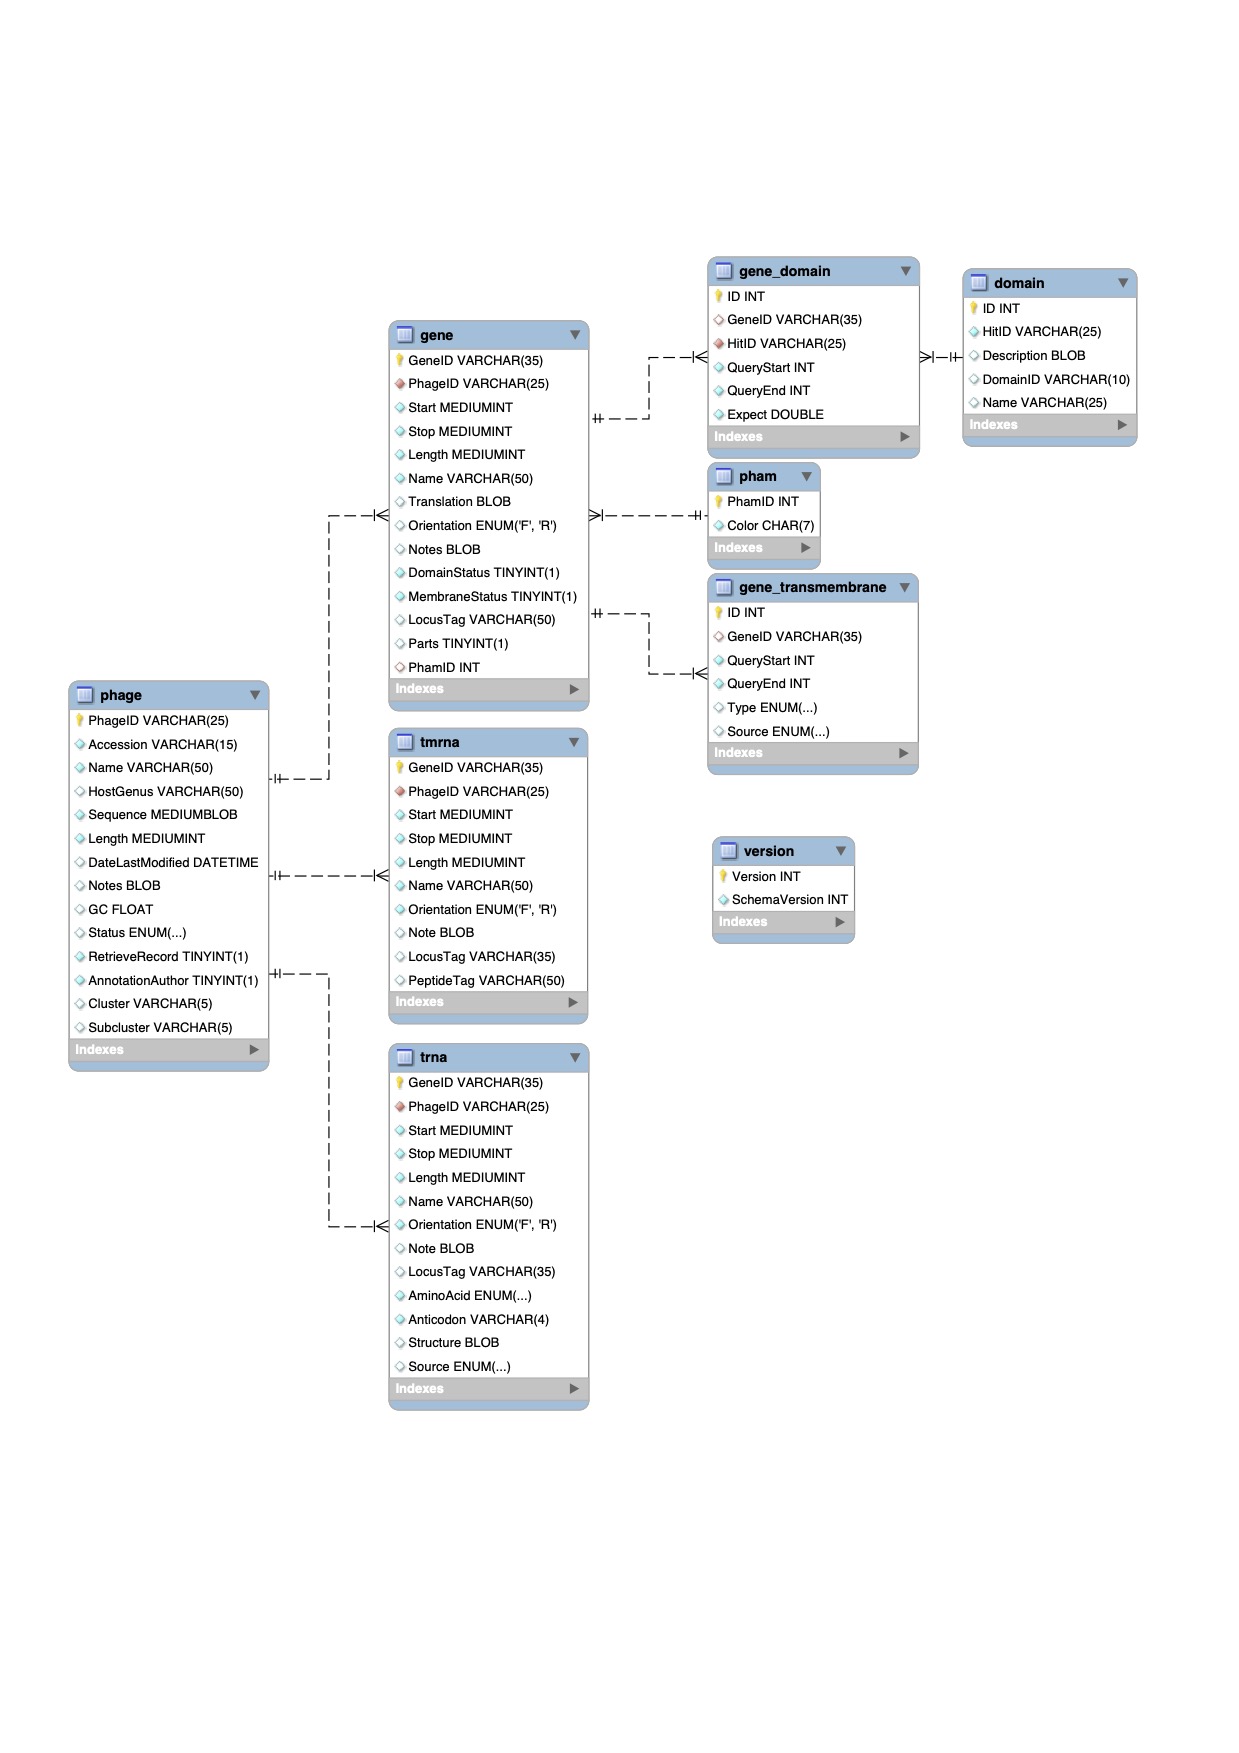 gene_domain
ID INT
GeneID VARCHAR(35)
HitID VARCHAR(25)
QueryStart INT
QueryEnd INT
Expect DOUBLE
Indexes
domain
ID INT
HitID VARCHAR(25)
Description BLOB
DomainID VARCHAR(10)
Name VARCHAR(25)
Indexes
gene
GeneID VARCHAR(35)
PhageID VARCHAR(25)
Start MEDIUMINT
Stop MEDIUMINT
Length MEDIUMINT
Name VARCHAR(50)
Translation BLOB
Orientation ENUM('F', 'R')
Notes BLOB
DomainStatus TINYINT(1)
MembraneStatus TINYINT(1)
LocusTag VARCHAR(50)
Parts TINYINT(1)
PhamID INT
Indexes
pham
PhamID INT
Color CHAR(7)
Indexes
gene_transmembrane
ID INT
GeneID VARCHAR(35)
QueryStart INT
QueryEnd INT
Type ENUM(...)
Source ENUM(...)
Indexes
phage
PhageID VARCHAR(25)
Accession VARCHAR(15)
Name VARCHAR(50)
HostGenus VARCHAR(50)
Sequence MEDIUMBLOB
Length MEDIUMINT
DateLastModified DATETIME
Notes BLOB
GC FLOAT
Status ENUM(...)
RetrieveRecord TINYINT(1)
AnnotationAuthor TINYINT(1)
Cluster VARCHAR(5)
Subcluster VARCHAR(5)
Indexes
tmrna
GeneID VARCHAR(35)
PhageID VARCHAR(25)
Start MEDIUMINT
Stop MEDIUMINT
Length MEDIUMINT
Name VARCHAR(50)
Orientation ENUM('F', 'R')
Note BLOB
LocusTag VARCHAR(35)
PeptideTag VARCHAR(50)
Indexes
version
Version INT
SchemaVersion INT
Indexes
trna
GeneID VARCHAR(35)
PhageID VARCHAR(25)
Start MEDIUMINT
Stop MEDIUMINT
Length MEDIUMINT
Name VARCHAR(50)
Orientation ENUM('F', 'R')
Note BLOB
LocusTag VARCHAR(35)
AminoAcid ENUM(...)
Anticodon VARCHAR(4)
Structure BLOB
Source ENUM(...)
Indexes